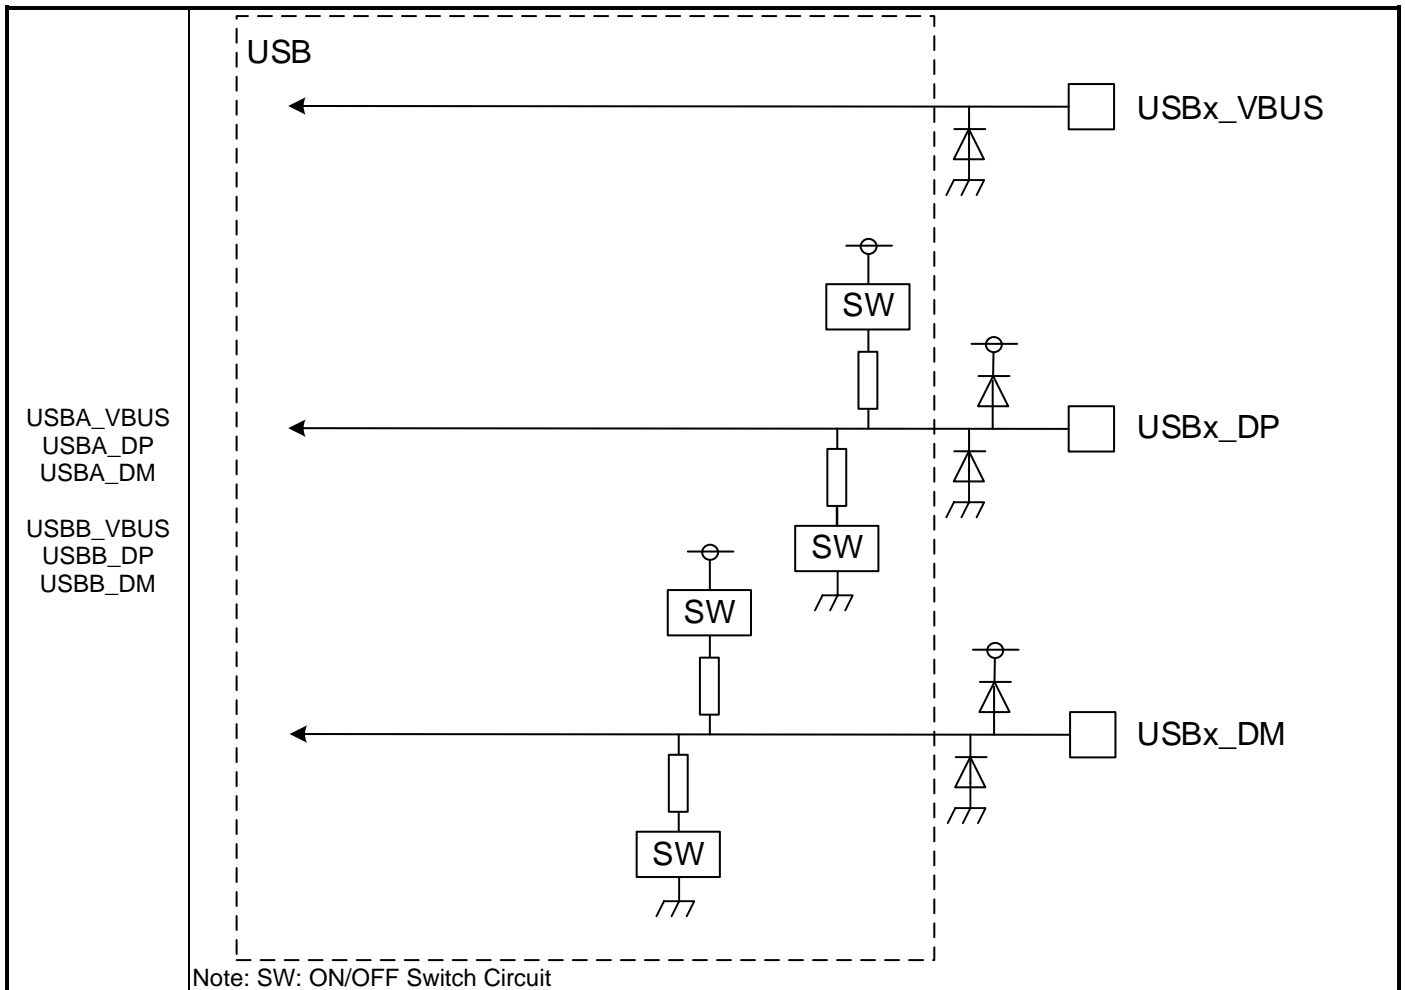 USBA_VBUS
USBA_DP
USBA_DM
USBB_VBUS
USBB_DP
USBB_DM
USB
USBx_VBUS
SW
USBx_DP
SW
SW
USBx_DM
SW
Note: SW: ON/OFF Switch Circuit